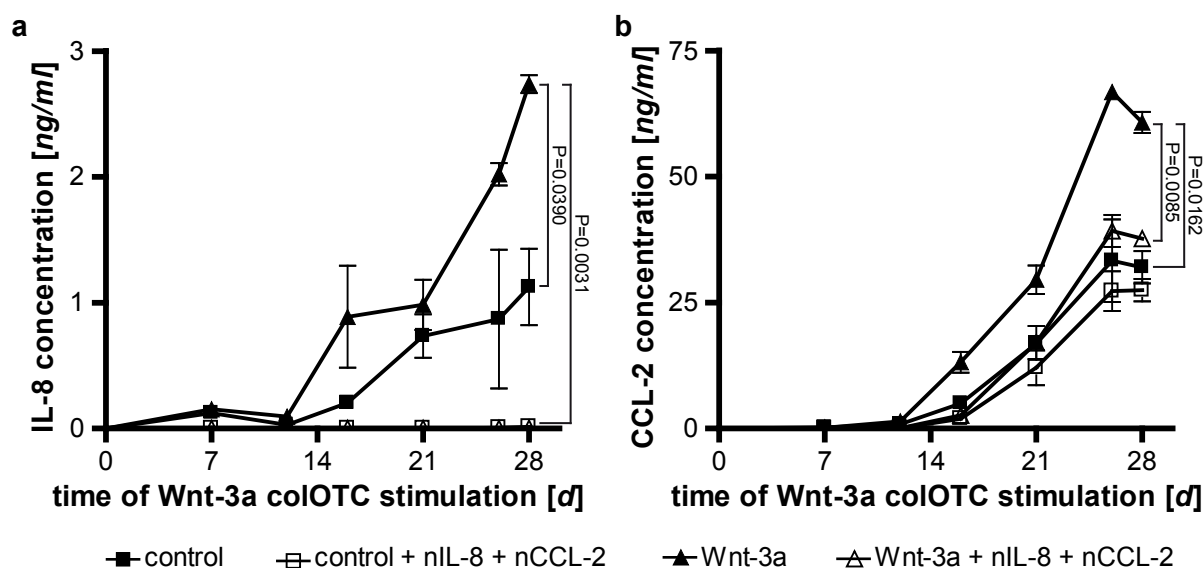 a
IL-8 concentration [ng/ml]
3
2
1
0
0 7 14 21 28
time of Wnt-3a colOTC stimulation [d]
P=0.0390
P=0.0031
b
CCL-2 concentration [ng/ml]
75
50
25
0
0 7 14 21 28
time of Wnt-3a colOTC stimulation [d]
P=0.0085
P=0.0162
control control + nIL-8 + nCCL-2 Wnt-3a Wnt-3a + nIL-8 + nCCL-2